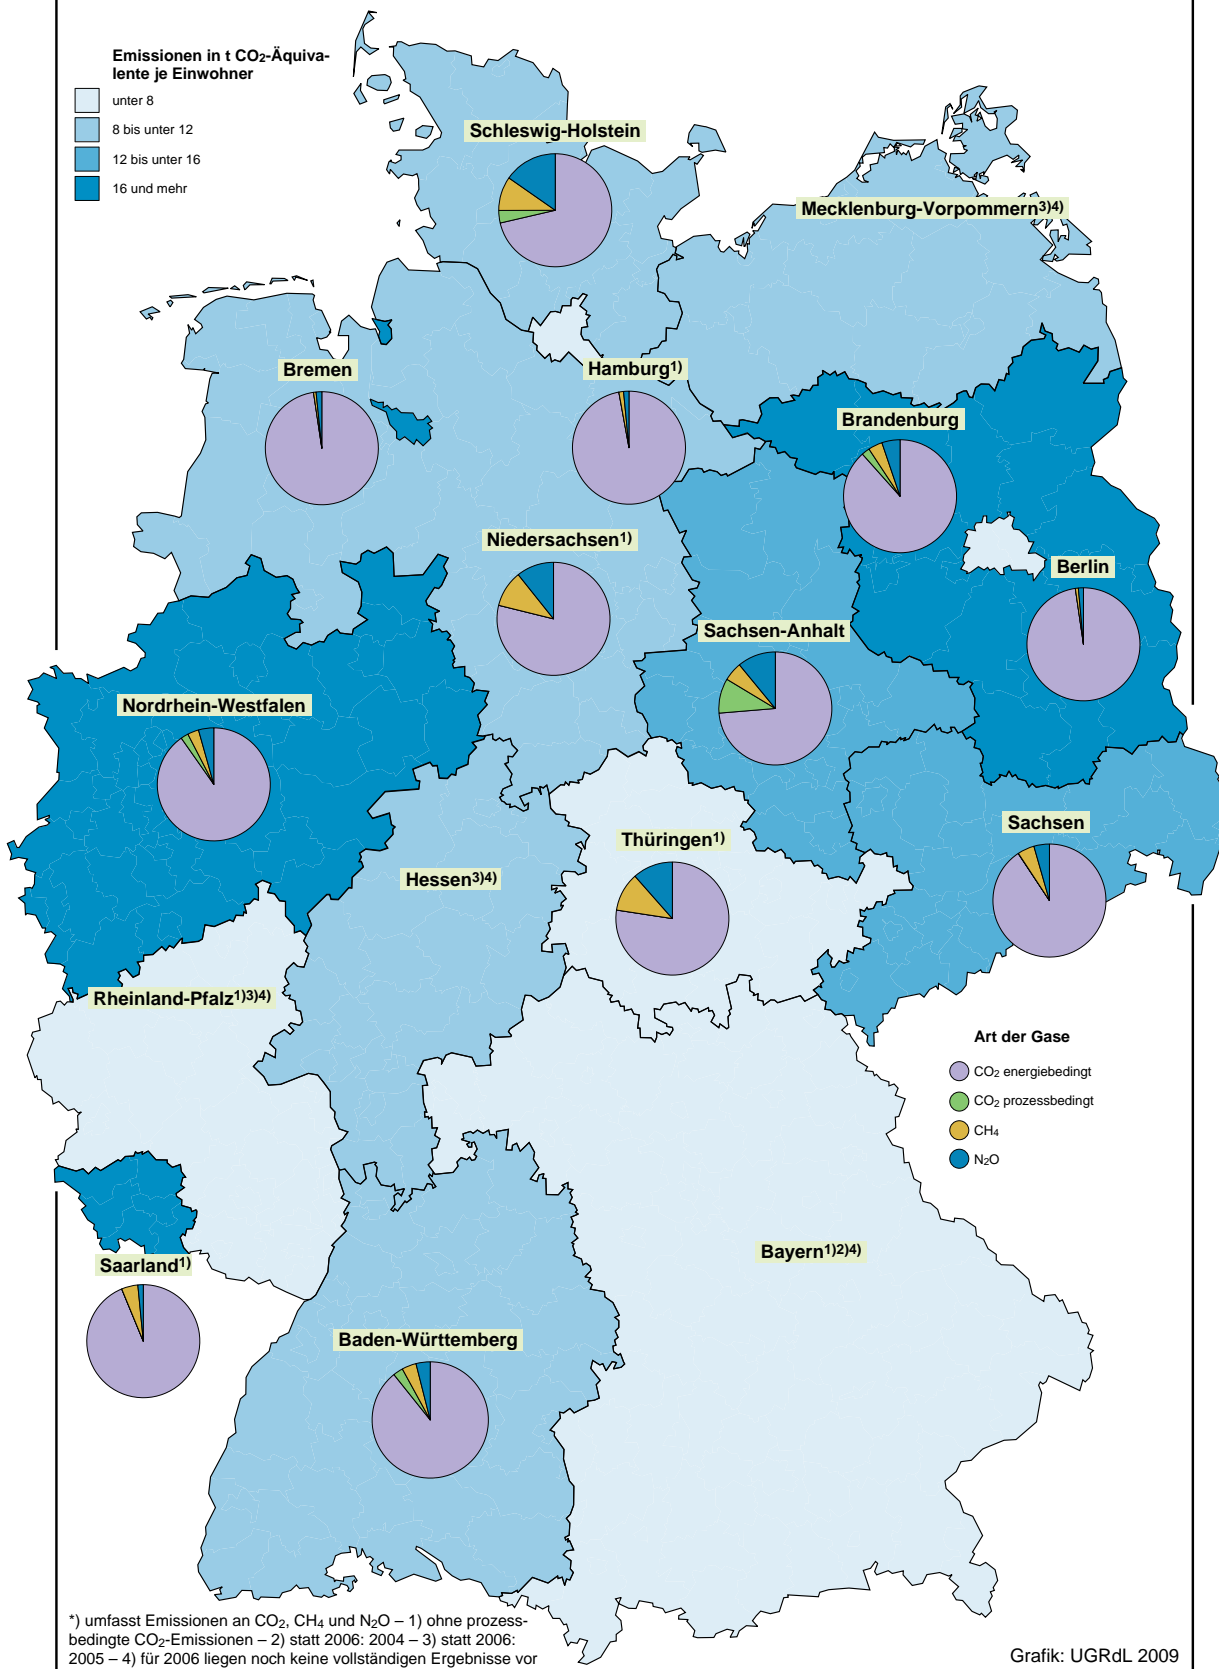 Emissionen in t CO₂-Äquiva-
lente je Einwohner
unter 8
8 bis unter 12
12 bis unter 16
16 und mehr
Schleswig-Holstein
Mecklenburg-Vorpommern3)4)
Bremen
Hamburg1)
Brandenburg
Niedersachsen1)
Berlin
Sachsen-Anhalt
Nordrhein-Westfalen
Sachsen
Thüringen1)
Hessen3)4)
Rheinland-Pfalz1)3)4)
Art der Gase
CO₂ energiebedingt
CO₂ prozessbedingt
CH₄
N₂O
Bayern1)2)4)
Saarland1)
Baden-Württemberg
*) umfasst Emissionen an CO₂, CH₄ und N₂O – 1) ohne prozess-
bedingte CO₂-Emissionen – 2) statt 2006: 2004 – 3) statt 2006:
2005 – 4) für 2006 liegen noch keine vollständigen Ergebnisse vor
Grafik: UGRdL 2009